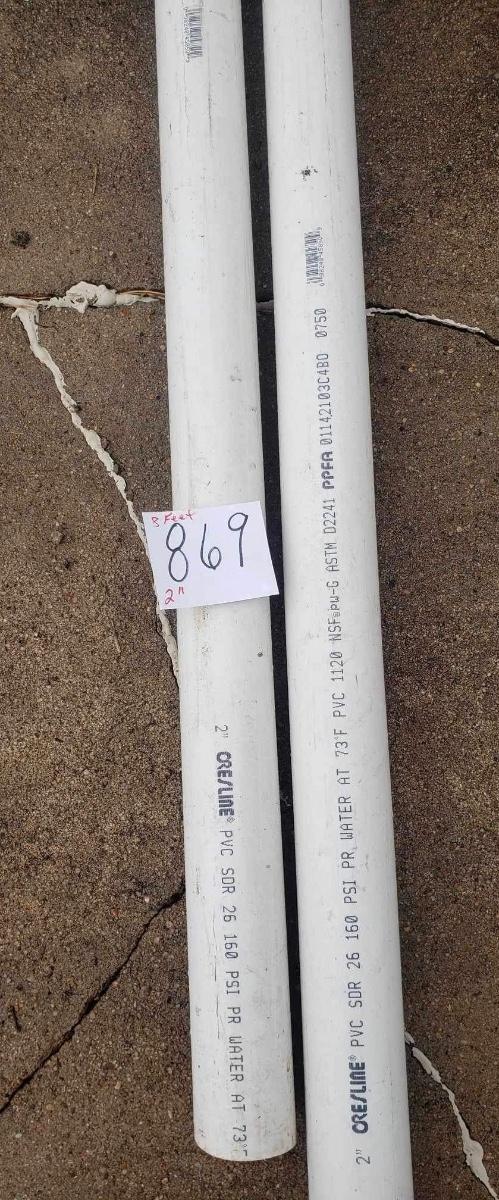 8 Feet
869
2"
2" CRESLINE® PVC SDR 26 160 PSI PR WATER AT 73°F
2" CRESLINE® PVC SDR 26 160 PSI PR WATER AT 73°F PVC 1120 NSF®pw-G ASTM D2241 PPFA 01142103C4BO 0750